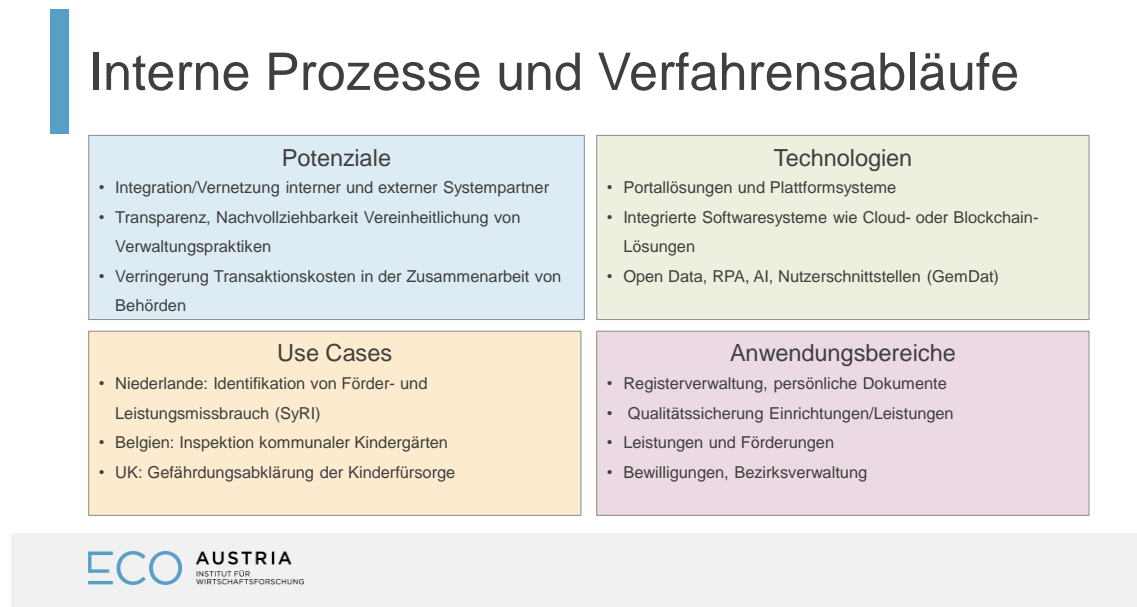 Interne Prozesse und Verfahrensabläufe
Potenziale
• Integration/Vernetzung interner und externer Systempartner
• Transparenz, Nachvollziehbarkeit Vereinheitlichung von
Verwaltungspraktiken
• Verringerung Transaktionskosten in der Zusammenarbeit von
Behörden
Technologien
• Portallösungen und Plattformsysteme
• Integrierte Softwaresysteme wie Cloud- oder Blockchain-
Lösungen
• Open Data, RPA, AI, Nutzerschnittstellen (GemDat)
Use Cases
• Niederlande: Identifikation von Förder- und
Leistungsmissbrauch (SyRI)
• Belgien: Inspektion kommunaler Kindergärten
• UK: Gefährdungsabklärung der Kinderfürsorge
Anwendungsbereiche
• Registerverwaltung, persönliche Dokumente
• Qualitätssicherung Einrichtungen/Leistungen
• Leistungen und Förderungen
• Bewilligungen, Bezirksverwaltung
ECO AUSTRIA
INSTITUT FÜR
WIRTSCHAFTSFORSCHUNG